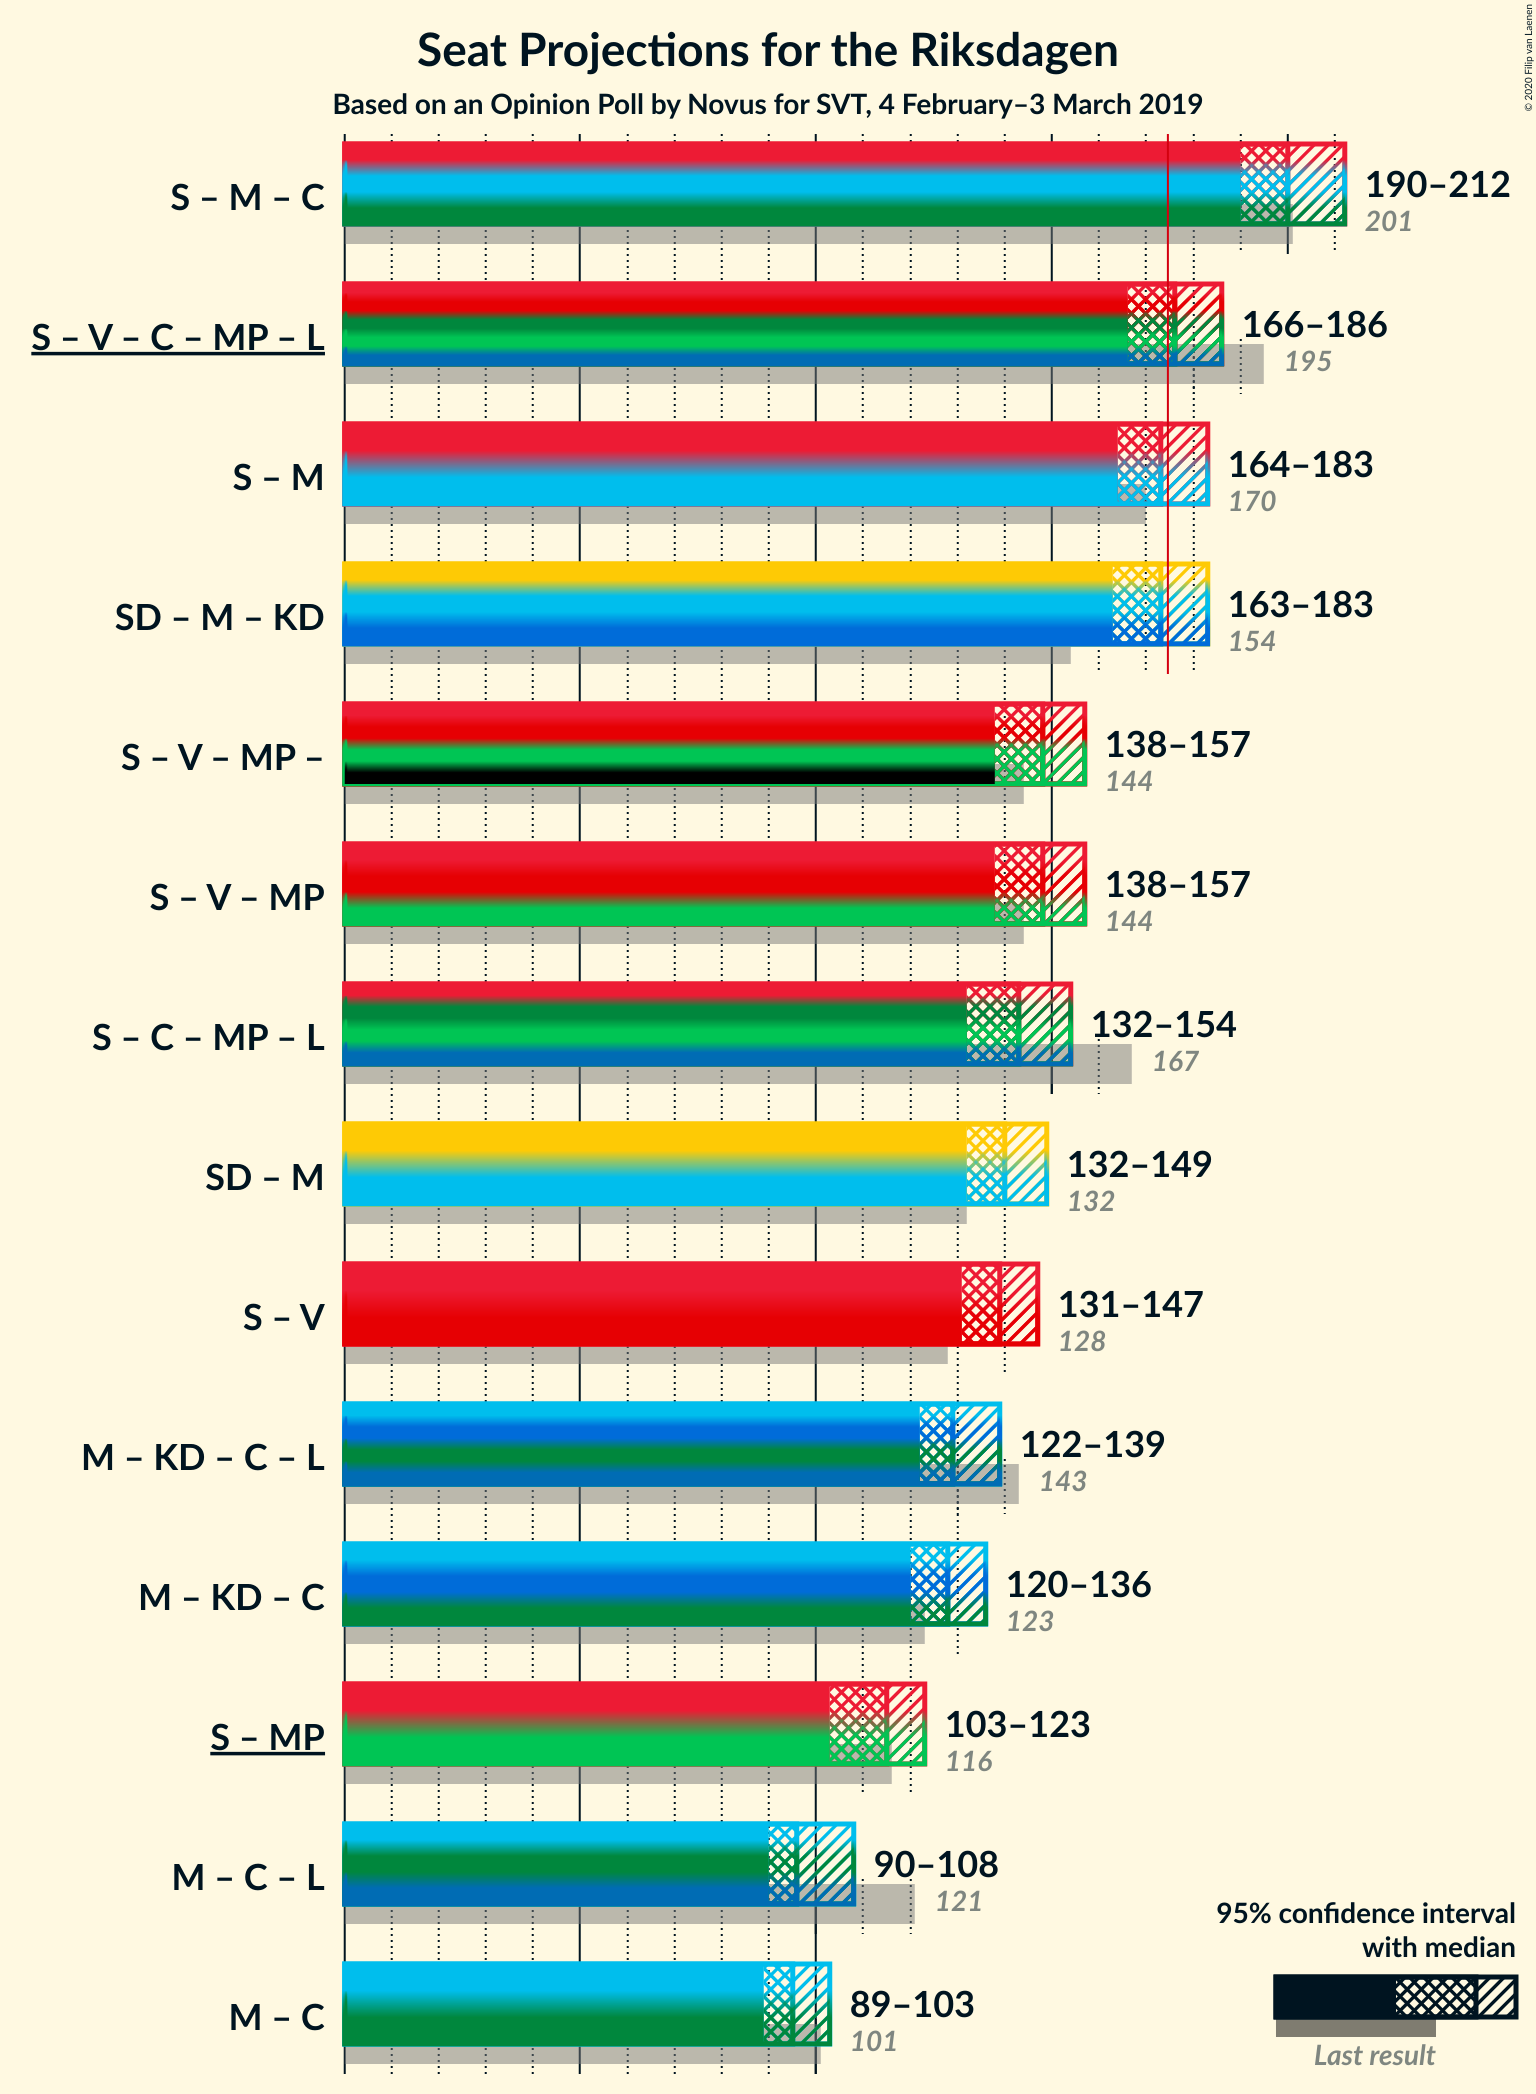 Seat Projections for the Riksdagen
Based on an Opinion Poll by Novus for SVT, 4 February–3 March 2019
© 2020 Filip van Laenen
S – M – C
190–212
201
S – V – C – MP – L
166–186
195
S – M
164–183
170
SD – M – KD
163–183
154
S – V – MP –
138–157
144
S – V – MP
138–157
144
S – C – MP – L
132–154
167
SD – M
132–149
132
S – V
131–147
128
M – KD – C – L
122–139
143
M – KD – C
120–136
123
S – MP
103–123
116
M – C – L
90–108
121
M – C
89–103
101
95% confidence interval
with median
Last result